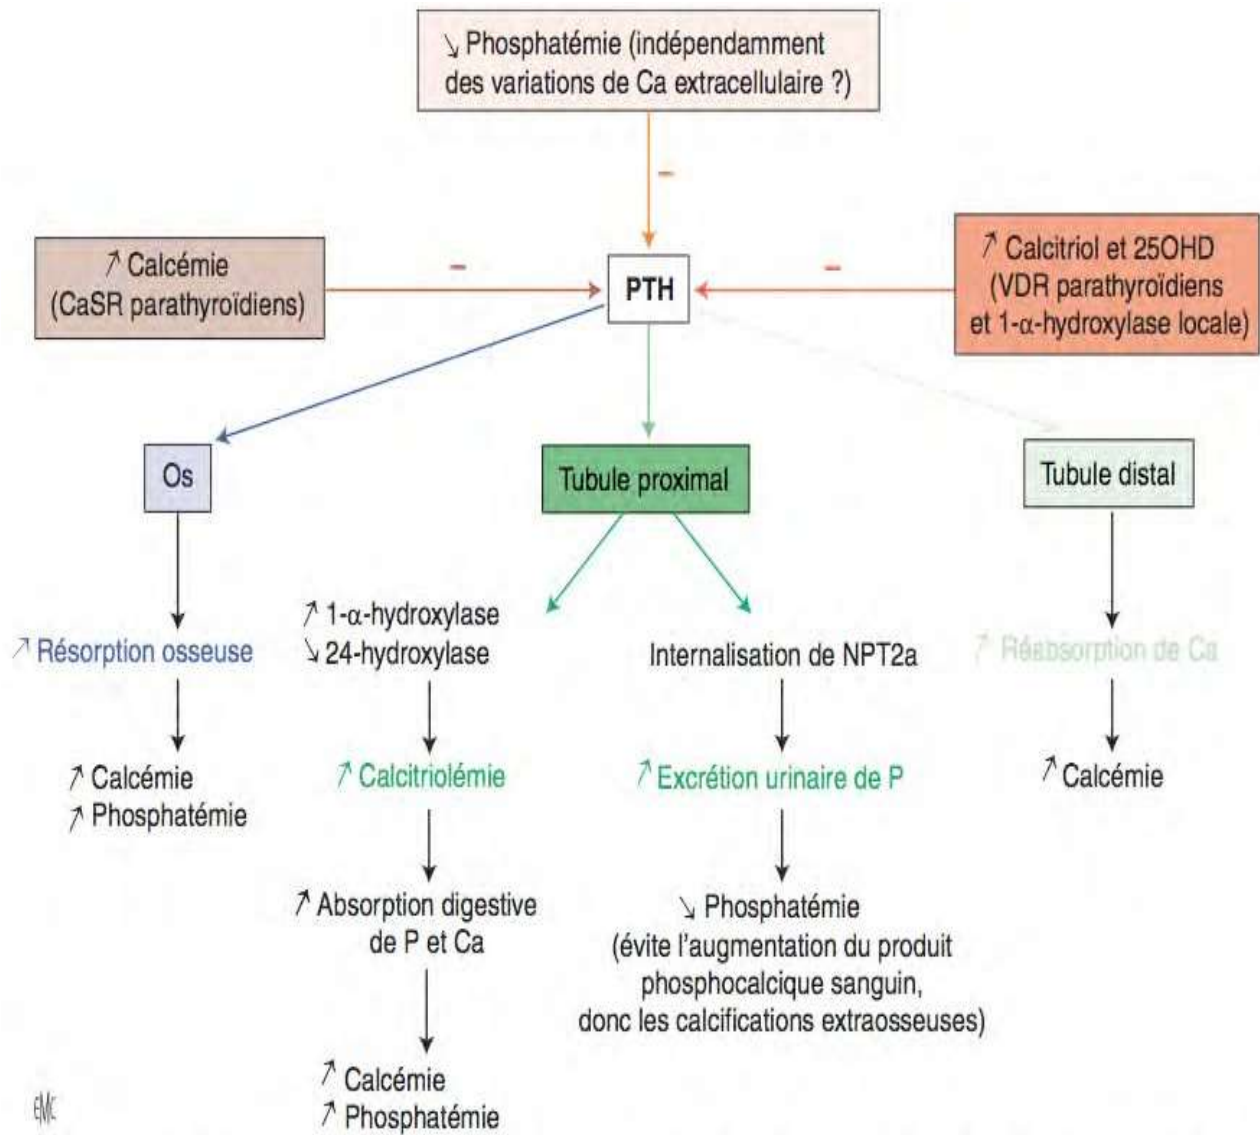 ↘ Phosphatémie (indépendamment
des variations de Ca extracellulaire ?)
–
↗ Calcémie
(CaSR parathyroïdiens)
–
PTH
–
↗ Calcitriol et 25OHD
(VDR parathyroïdiens
et 1-α-hydroxylase locale)
Os
Tubule proximal
Tubule distal
↗ Résorption osseuse
↗ 1-α-hydroxylase
↘ 24-hydroxylase
Internalisation de NPT2a
↗ Réabsorption de Ca
↗ Calcémie
↗ Phosphatémie
↗ Calcitriolémie
↗ Excrétion urinaire de P
↗ Calcémie
↗ Absorption digestive
de P et Ca
↘ Phosphatémie
(évite l'augmentation du produit
phosphocalcique sanguin,
donc les calcifications extraosseuses)
↗ Calcémie
↗ Phosphatémie
EMC